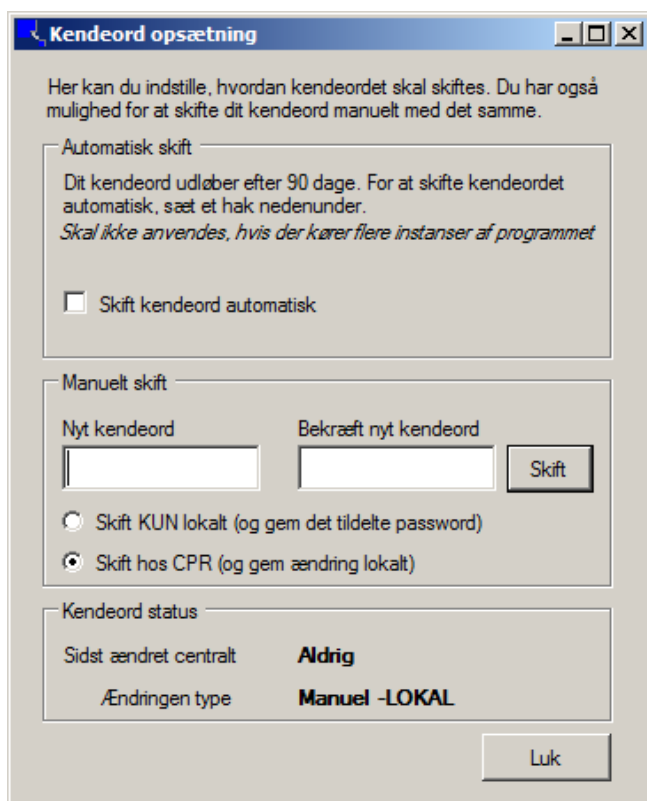 Kendeord opsætning
Her kan du indstille, hvordan kendeordet skal skiftes. Du har også
mulighed for at skifte dit kendeord manuelt med det samme.
Automatisk skift
Dit kendeord udløber efter 90 dage. For at skifte kendeordet
automatisk, sæt et hak nedenunder.
Skal ikke anvendes, hvis der kører flere instanser af programmet
Skift kendeord automatisk
Manuelt skift
Nyt kendeord Bekræft nyt kendeord
Skift
Skift KUN lokalt (og gem det tildelte password)
Skift hos CPR (og gem ændring lokalt)
Kendeord status
Sidst ændret centralt Aldrig
Ændringen type Manuel -LOKAL
Luk